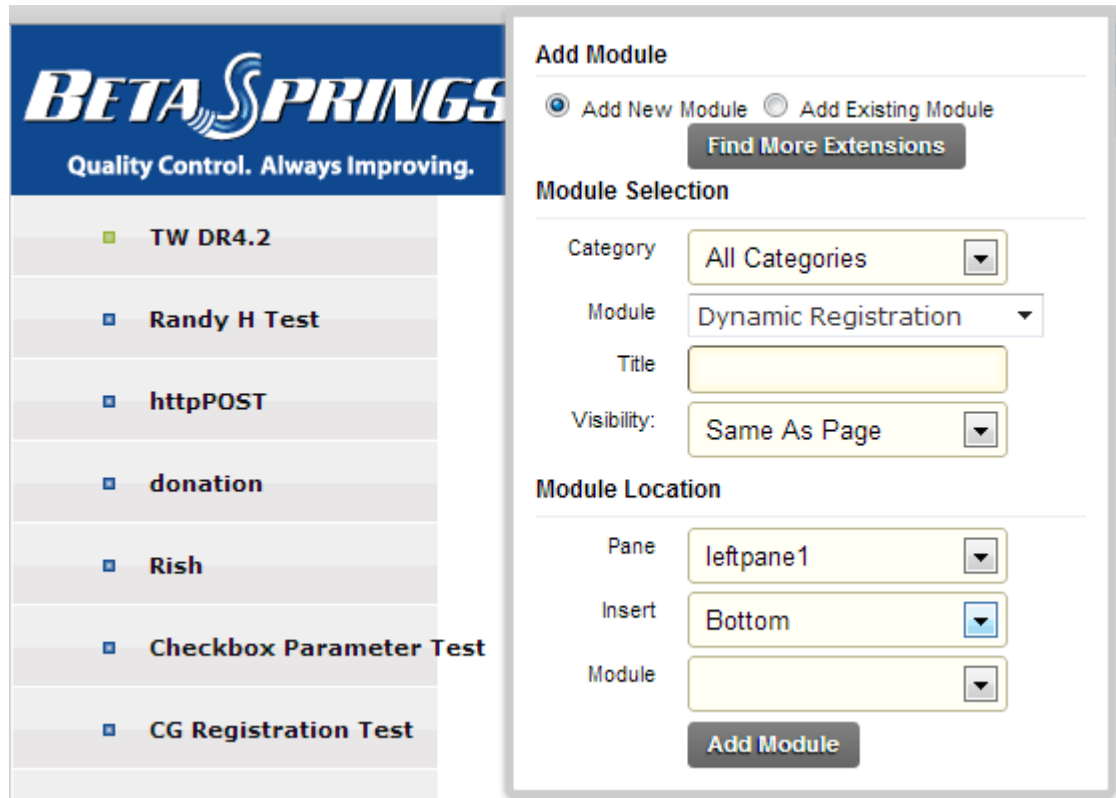 BETA SPRINGS
Quality Control. Always Improving.
TW DR4.2
Randy H Test
httpPOST
donation
Rish
Checkbox Parameter Test
CG Registration Test
Add Module
Add New Module Add Existing Module
Find More Extensions
Module Selection
Category All Categories
Module Dynamic Registration
Title
Visibility: Same As Page
Module Location
Pane leftpane1
Insert Bottom
Module
Add Module